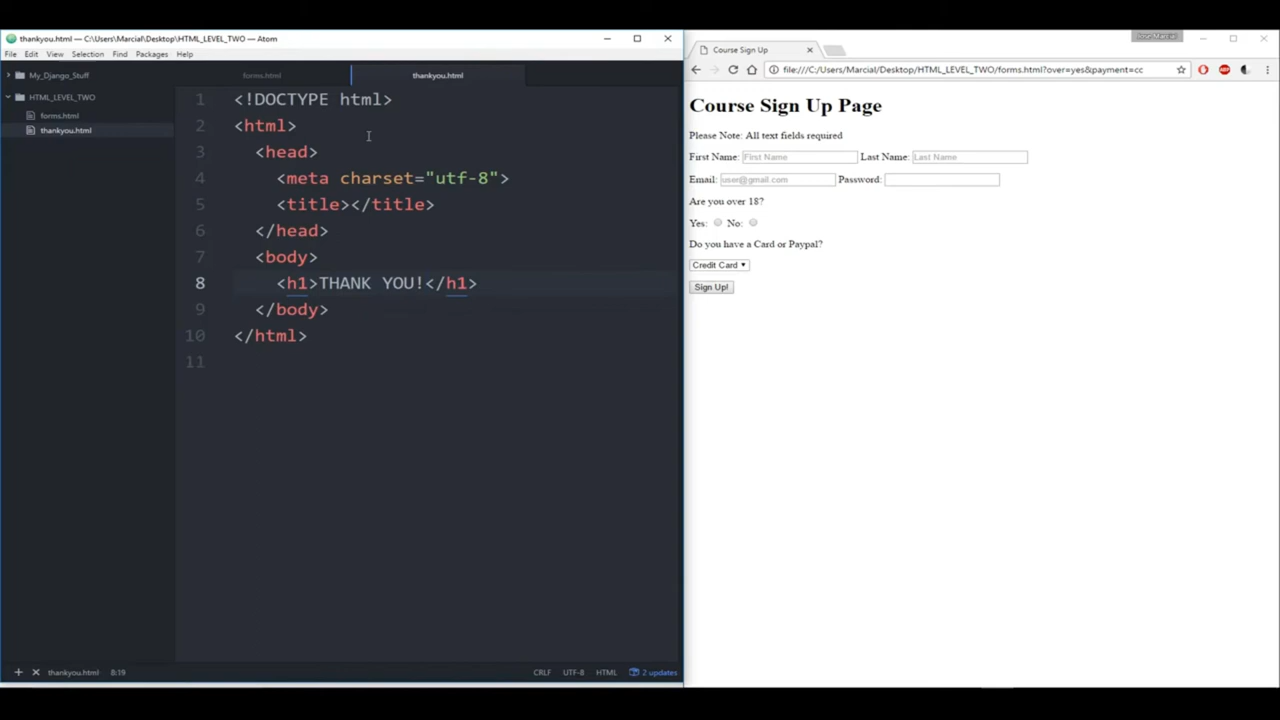 thankyou.html — C:\Users\Marcial\Desktop\HTML_LEVEL_TWO — Atom
File Edit View Selection Find Packages Help
My_Django_Stuff
HTML_LEVEL_TWO
forms.html
thankyou.html
forms.html thankyou.html
1 <!DOCTYPE html>
2 <html>
3 <head>
4 <meta charset="utf-8">
5 <title></title>
6 </head>
7 <body>
8 <h1>THANK YOU!</h1>
9 </body>
10 </html>
11
thankyou.html 8:19 CRLF UTF-8 HTML 2 updates
Jose Marcial
Course Sign Up
file:///C:/Users/Marcial/Desktop/HTML_LEVEL_TWO/forms.html?over=yes&payment=cc
ABP
Course Sign Up Page
Please Note: All text fields required
First Name: First Name Last Name: Last Name
Email: user@gmail.com Password:
Are you over 18?
Yes: No:
Do you have a Card or Paypal?
Credit Card
Sign Up!